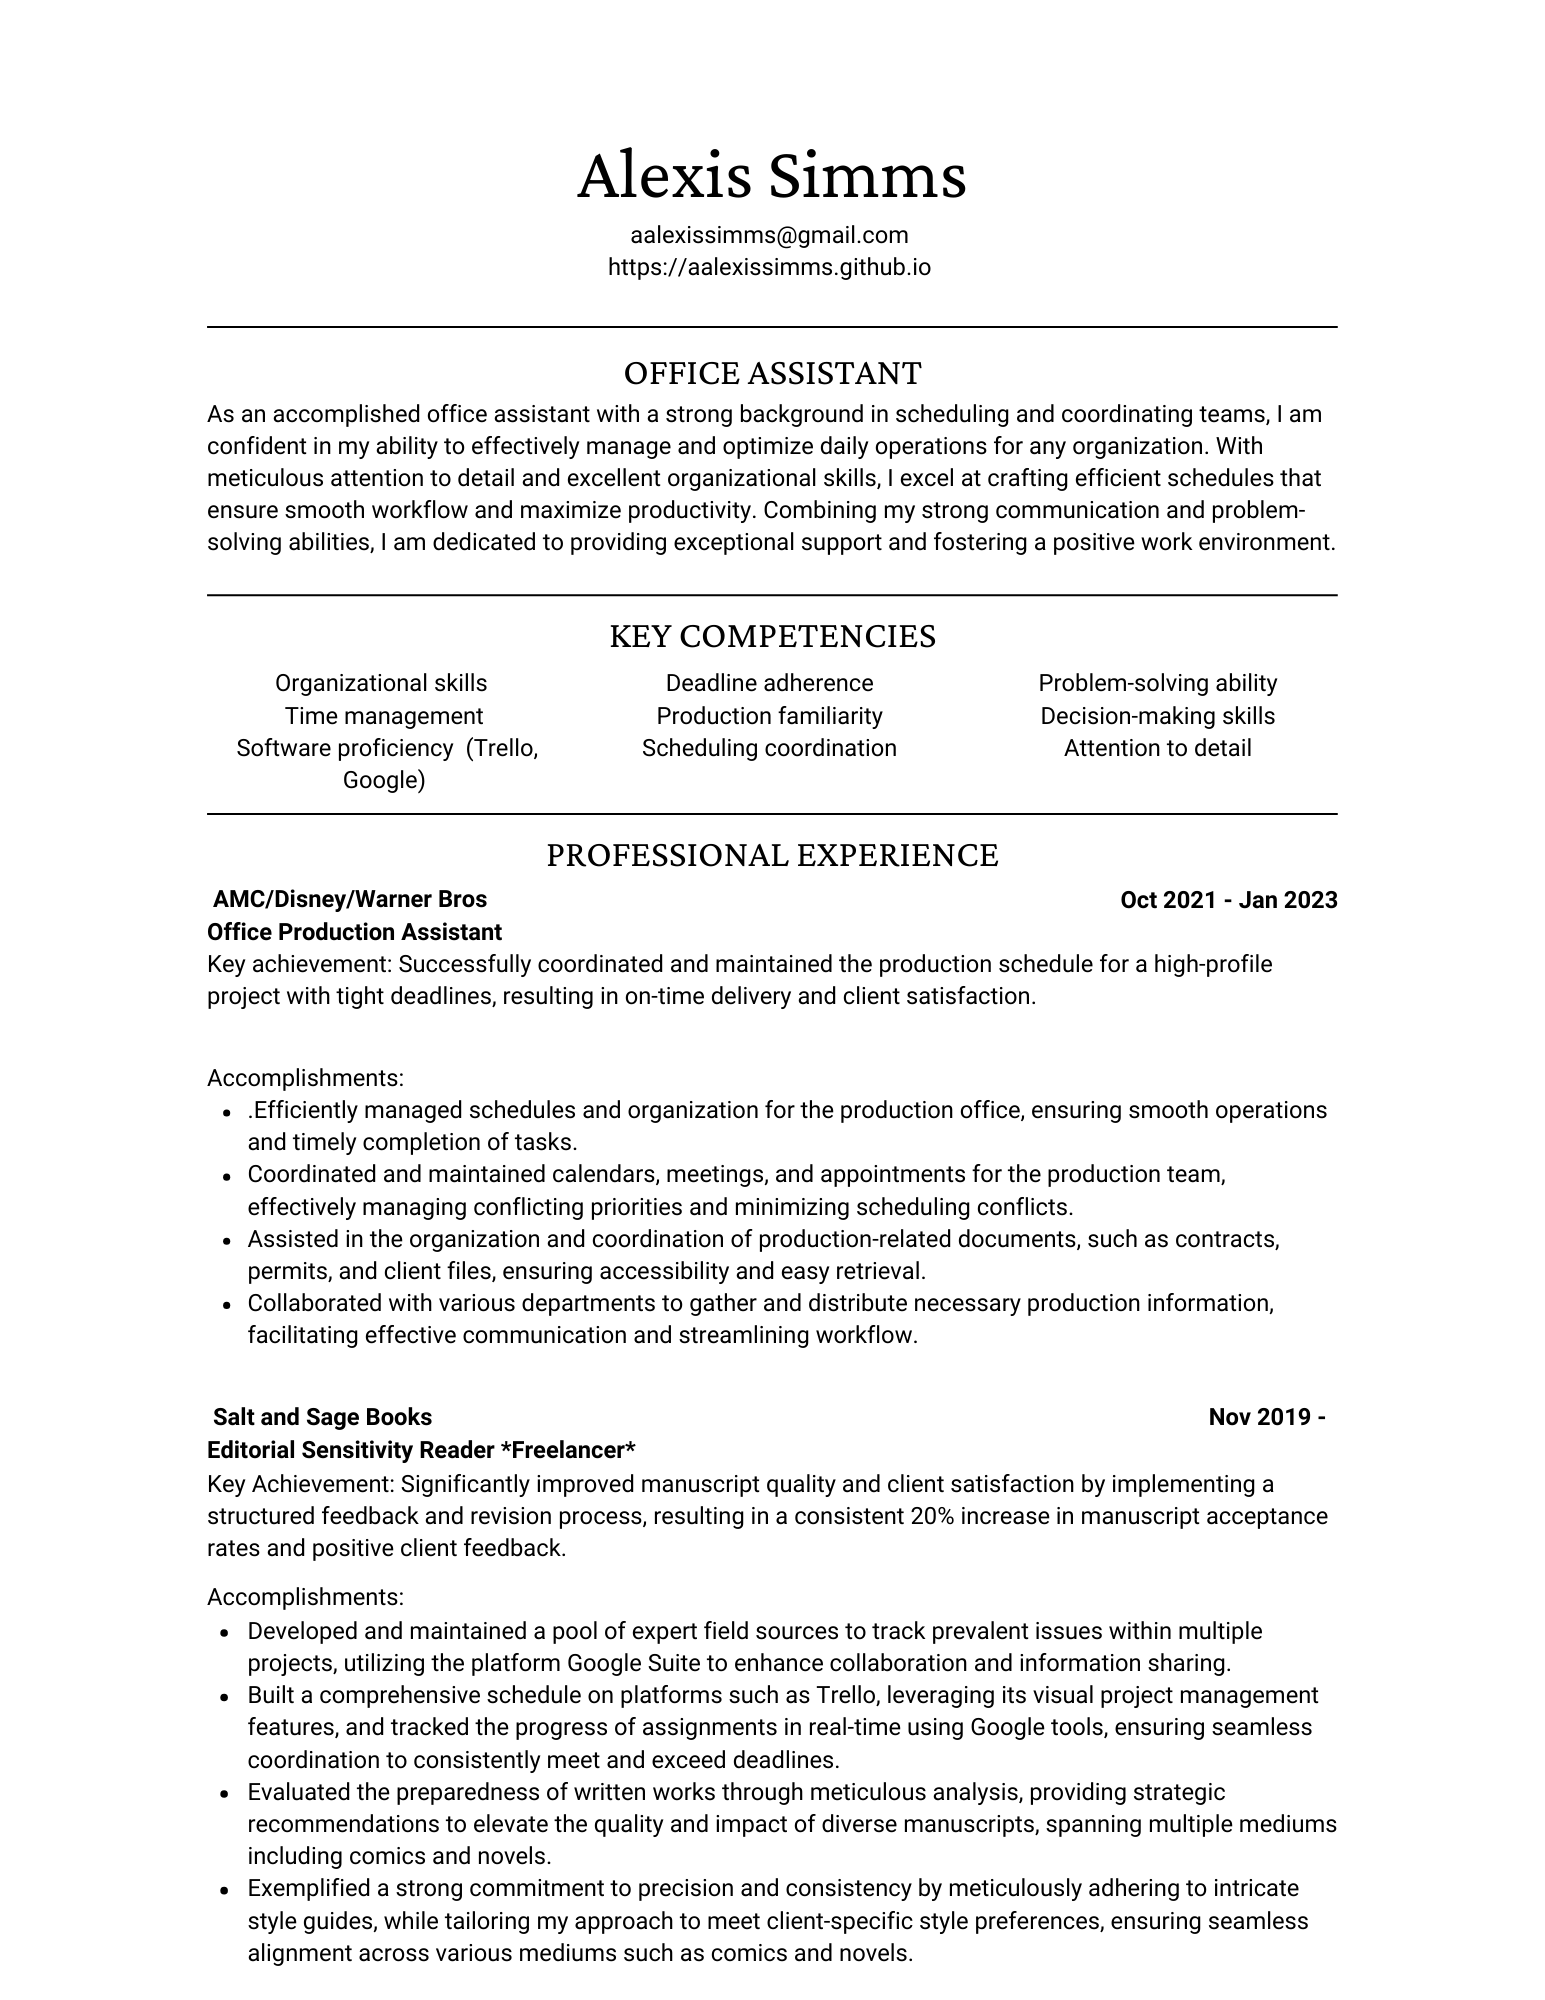 Alexis Simms
aalexissimms@gmail.com
https://aalexissimms.github.io
OFFICE ASSISTANT
As an accomplished office assistant with a strong background in scheduling and coordinating teams, I am
confident in my ability to effectively manage and optimize daily operations for any organization. With
meticulous attention to detail and excellent organizational skills, I excel at crafting efficient schedules that
ensure smooth workflow and maximize productivity. Combining my strong communication and problem-
solving abilities, I am dedicated to providing exceptional support and fostering a positive work environment.
KEY COMPETENCIES
Organizational skills
Time management
Software proficiency  (Trello,
Google)
Deadline adherence
Production familiarity
Scheduling coordination
Problem-solving ability
Decision-making skills
Attention to detail
PROFESSIONAL EXPERIENCE
AMC/Disney/Warner Bros Oct 2021 - Jan 2023
Office Production Assistant
Key achievement: Successfully coordinated and maintained the production schedule for a high-profile
project with tight deadlines, resulting in on-time delivery and client satisfaction.
Accomplishments:
• .Efficiently managed schedules and organization for the production office, ensuring smooth operations
and timely completion of tasks.
• Coordinated and maintained calendars, meetings, and appointments for the production team,
effectively managing conflicting priorities and minimizing scheduling conflicts.
• Assisted in the organization and coordination of production-related documents, such as contracts,
permits, and client files, ensuring accessibility and easy retrieval.
• Collaborated with various departments to gather and distribute necessary production information,
facilitating effective communication and streamlining workflow.
Salt and Sage Books Nov 2019 -
Editorial Sensitivity Reader *Freelancer*
Key Achievement: Significantly improved manuscript quality and client satisfaction by implementing a
structured feedback and revision process, resulting in a consistent 20% increase in manuscript acceptance
rates and positive client feedback.
Accomplishments:
• Developed and maintained a pool of expert field sources to track prevalent issues within multiple
projects, utilizing the platform Google Suite to enhance collaboration and information sharing.
• Built a comprehensive schedule on platforms such as Trello, leveraging its visual project management
features, and tracked the progress of assignments in real-time using Google tools, ensuring seamless
coordination to consistently meet and exceed deadlines.
• Evaluated the preparedness of written works through meticulous analysis, providing strategic
recommendations to elevate the quality and impact of diverse manuscripts, spanning multiple mediums
including comics and novels.
• Exemplified a strong commitment to precision and consistency by meticulously adhering to intricate
style guides, while tailoring my approach to meet client-specific style preferences, ensuring seamless
alignment across various mediums such as comics and novels.